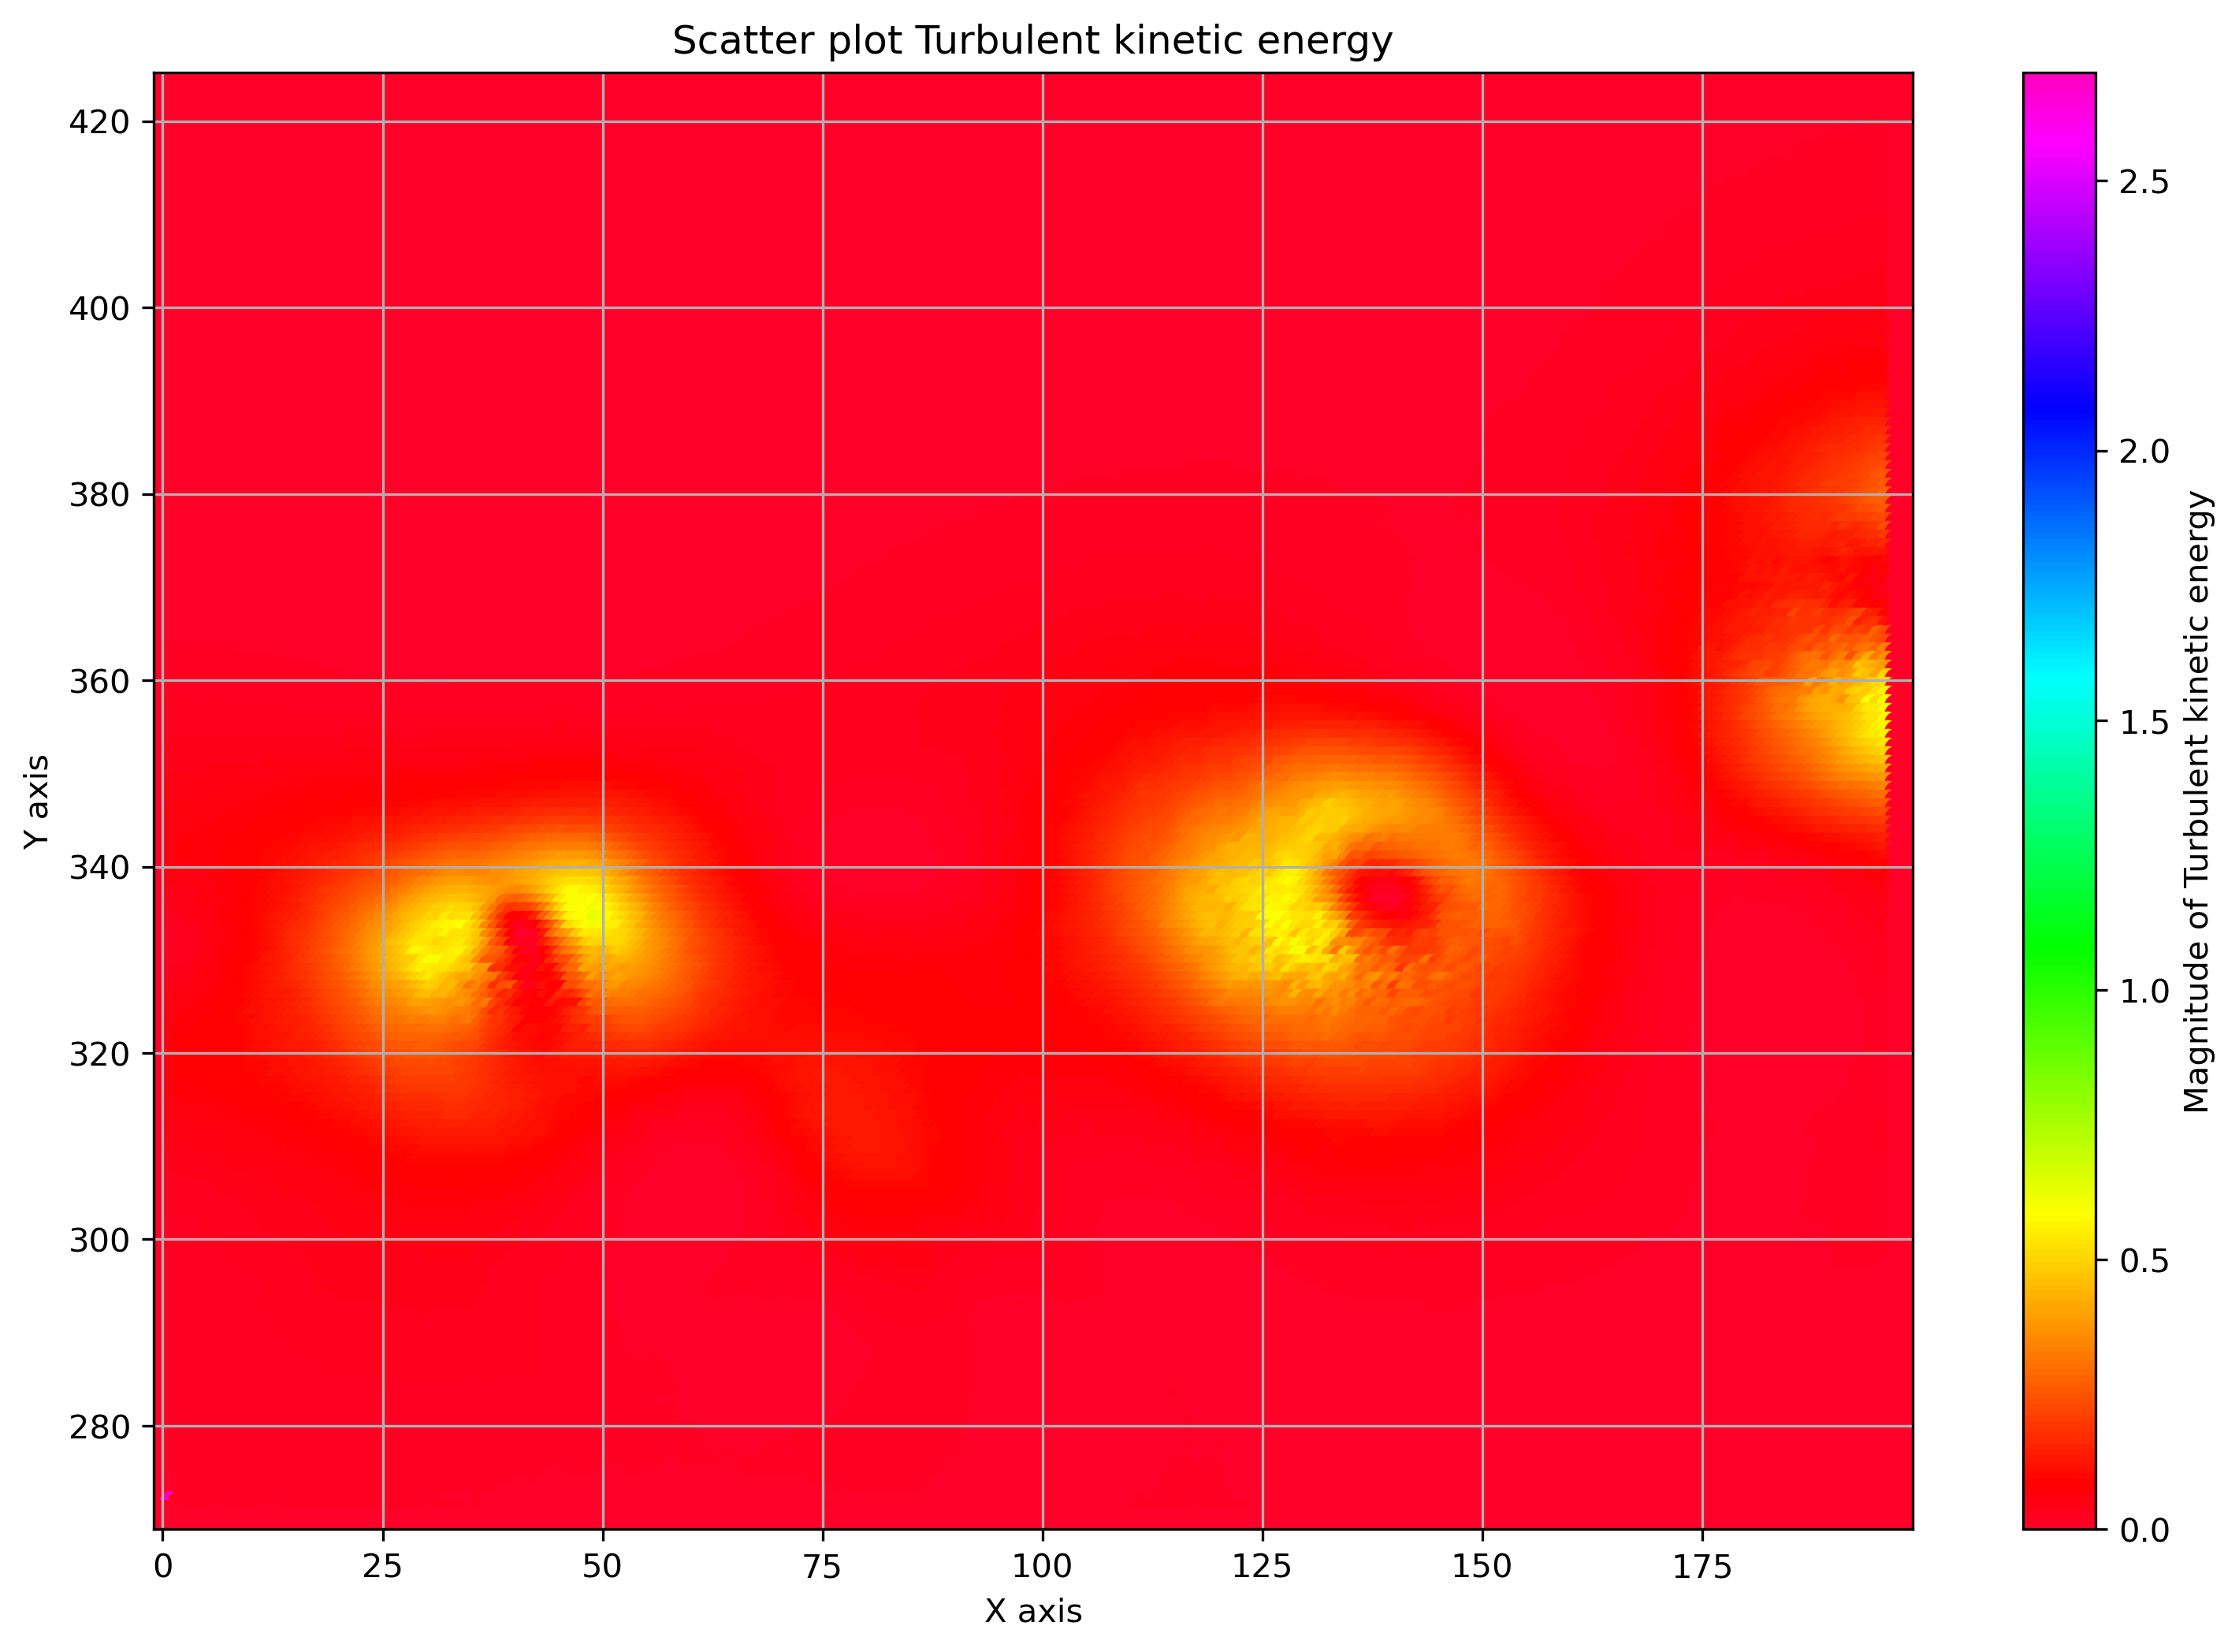 Scatter plot Turbulent kinetic energy
420
400
380
360
340
320
300
280
Y axis
0 25 50 75 100 125 150 175
X axis
2.5
2.0
1.5
1.0
0.5
0.0
Magnitude of Turbulent kinetic energy